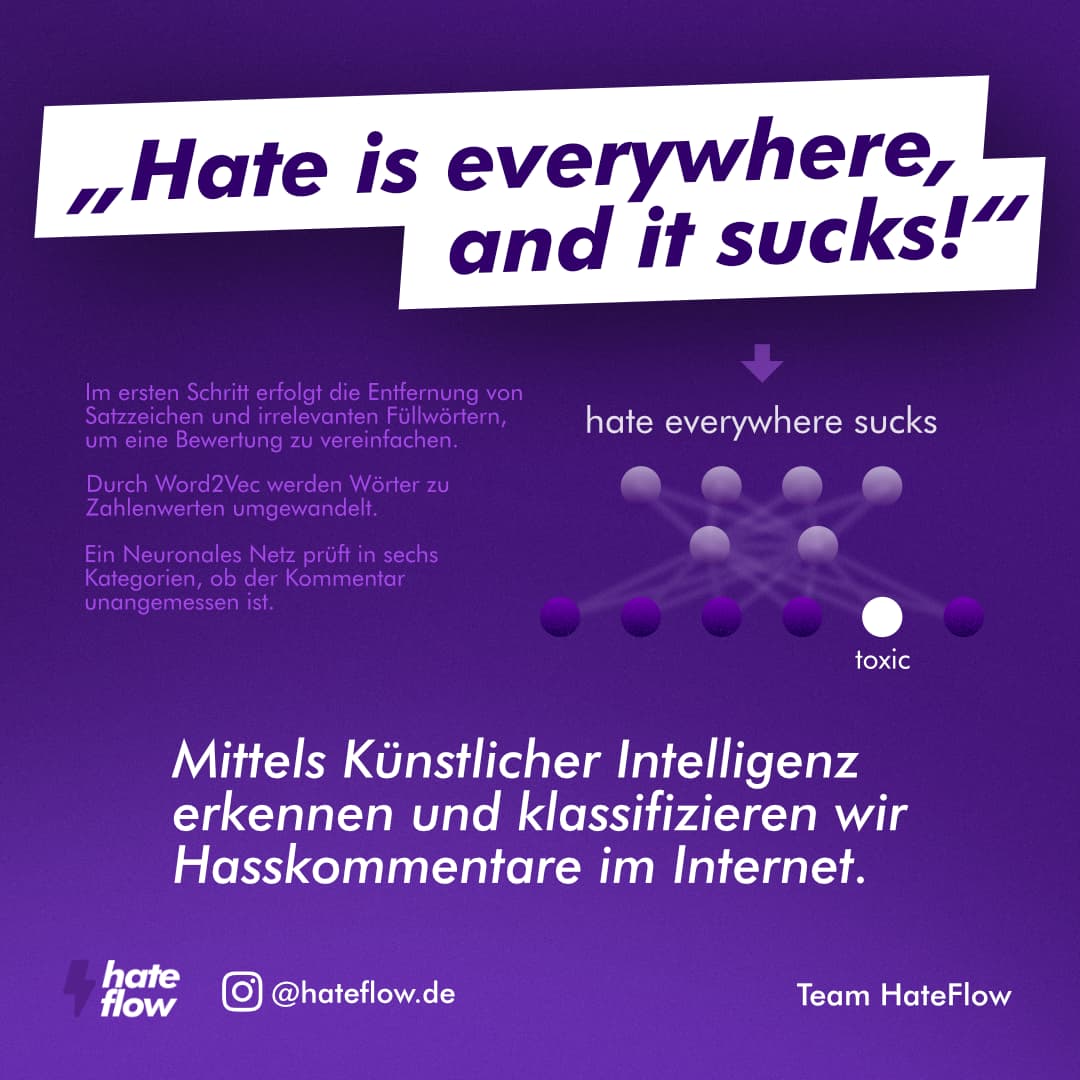 „Hate is everywhere,
and it sucks!“
Im ersten Schritt erfolgt die Entfernung von
Satzzeichen und irrelevanten Füllwörtern,
um eine Bewertung zu vereinfachen.
Durch Word2Vec werden Wörter zu
Zahlenwerten umgewandelt.
Ein Neuronales Netz prüft in sechs
Kategorien, ob der Kommentar
unangemessen ist.
hate everywhere sucks
toxic
Mittels Künstlicher Intelligenz
erkennen und klassifizieren wir
Hasskommentare im Internet.
hate
flow
@hateflow.de
Team HateFlow